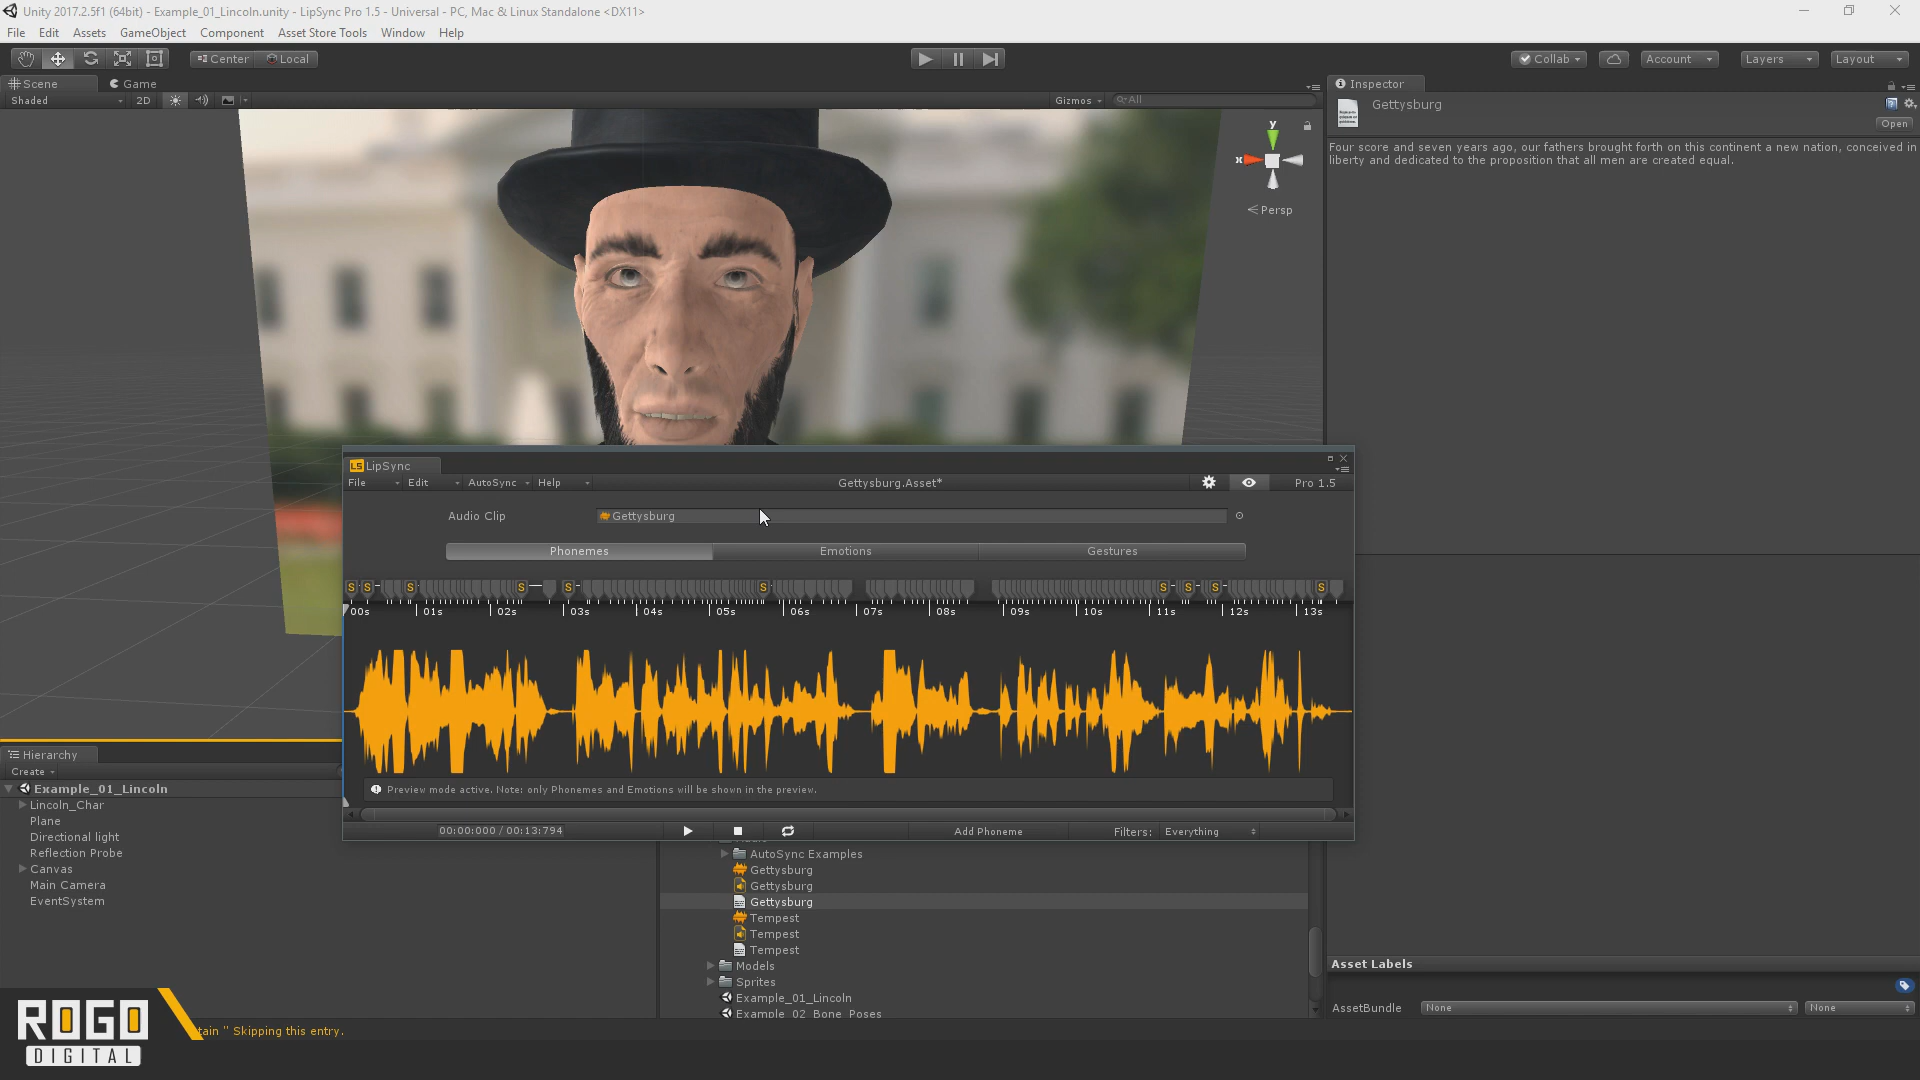 Unity 2017.2.5f1 (64bit) - Example_01_Lincoln.unity - LipSync Pro 1.5 - Universal - PC, Mac & Linux Standalone <DX11>
File Edit Assets GameObject Component Asset Store Tools Window Help
Center Local Collab Account Layers Layout
Scene Game Inspector
Shaded 2D Gizmos All
Gettysburg
Open
Four score and seven years ago, our fathers brought forth on this continent a new nation, conceived in
liberty and dedicated to the proposition that all men are created equal.
y
x
Persp
LS LipSync
File Edit AutoSync Help Gettysburg.Asset* Pro 1.5
Audio Clip Gettysburg
Phonemes Emotions Gestures
S S S S S S S S S S
00s 01s 02s 03s 04s 05s 06s 07s 08s 09s 10s 11s 12s 13s
Preview mode active. Note: only Phonemes and Emotions will be shown in the preview.
00:00:000 / 00:13:794 Add Phoneme Filters: Everything
Hierarchy
Create
Example_01_Lincoln
Lincoln_Char
Plane
Directional light
Reflection Probe
Canvas
Main Camera
EventSystem
AutoSync Examples
Gettysburg
Gettysburg
Gettysburg
Tempest
Tempest
Tempest
Models
Sprites
Example_01_Lincoln
Example_02_Bone_Poses
Asset Labels
AssetBundle None None
ROGO
DIGITAL
tain '' Skipping this entry.